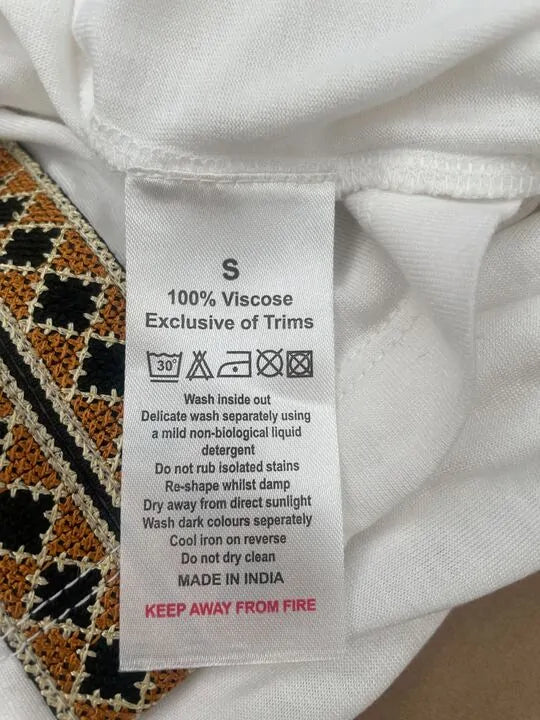 S
100% Viscose
Exclusive of Trims
30°
Wash inside out
Delicate wash separately using
a mild non-biological liquid
detergent
Do not rub isolated stains
Re-shape whilst damp
Dry away from direct sunlight
Wash dark colours seperately
Cool iron on reverse
Do not dry clean
MADE IN INDIA
KEEP AWAY FROM FIRE